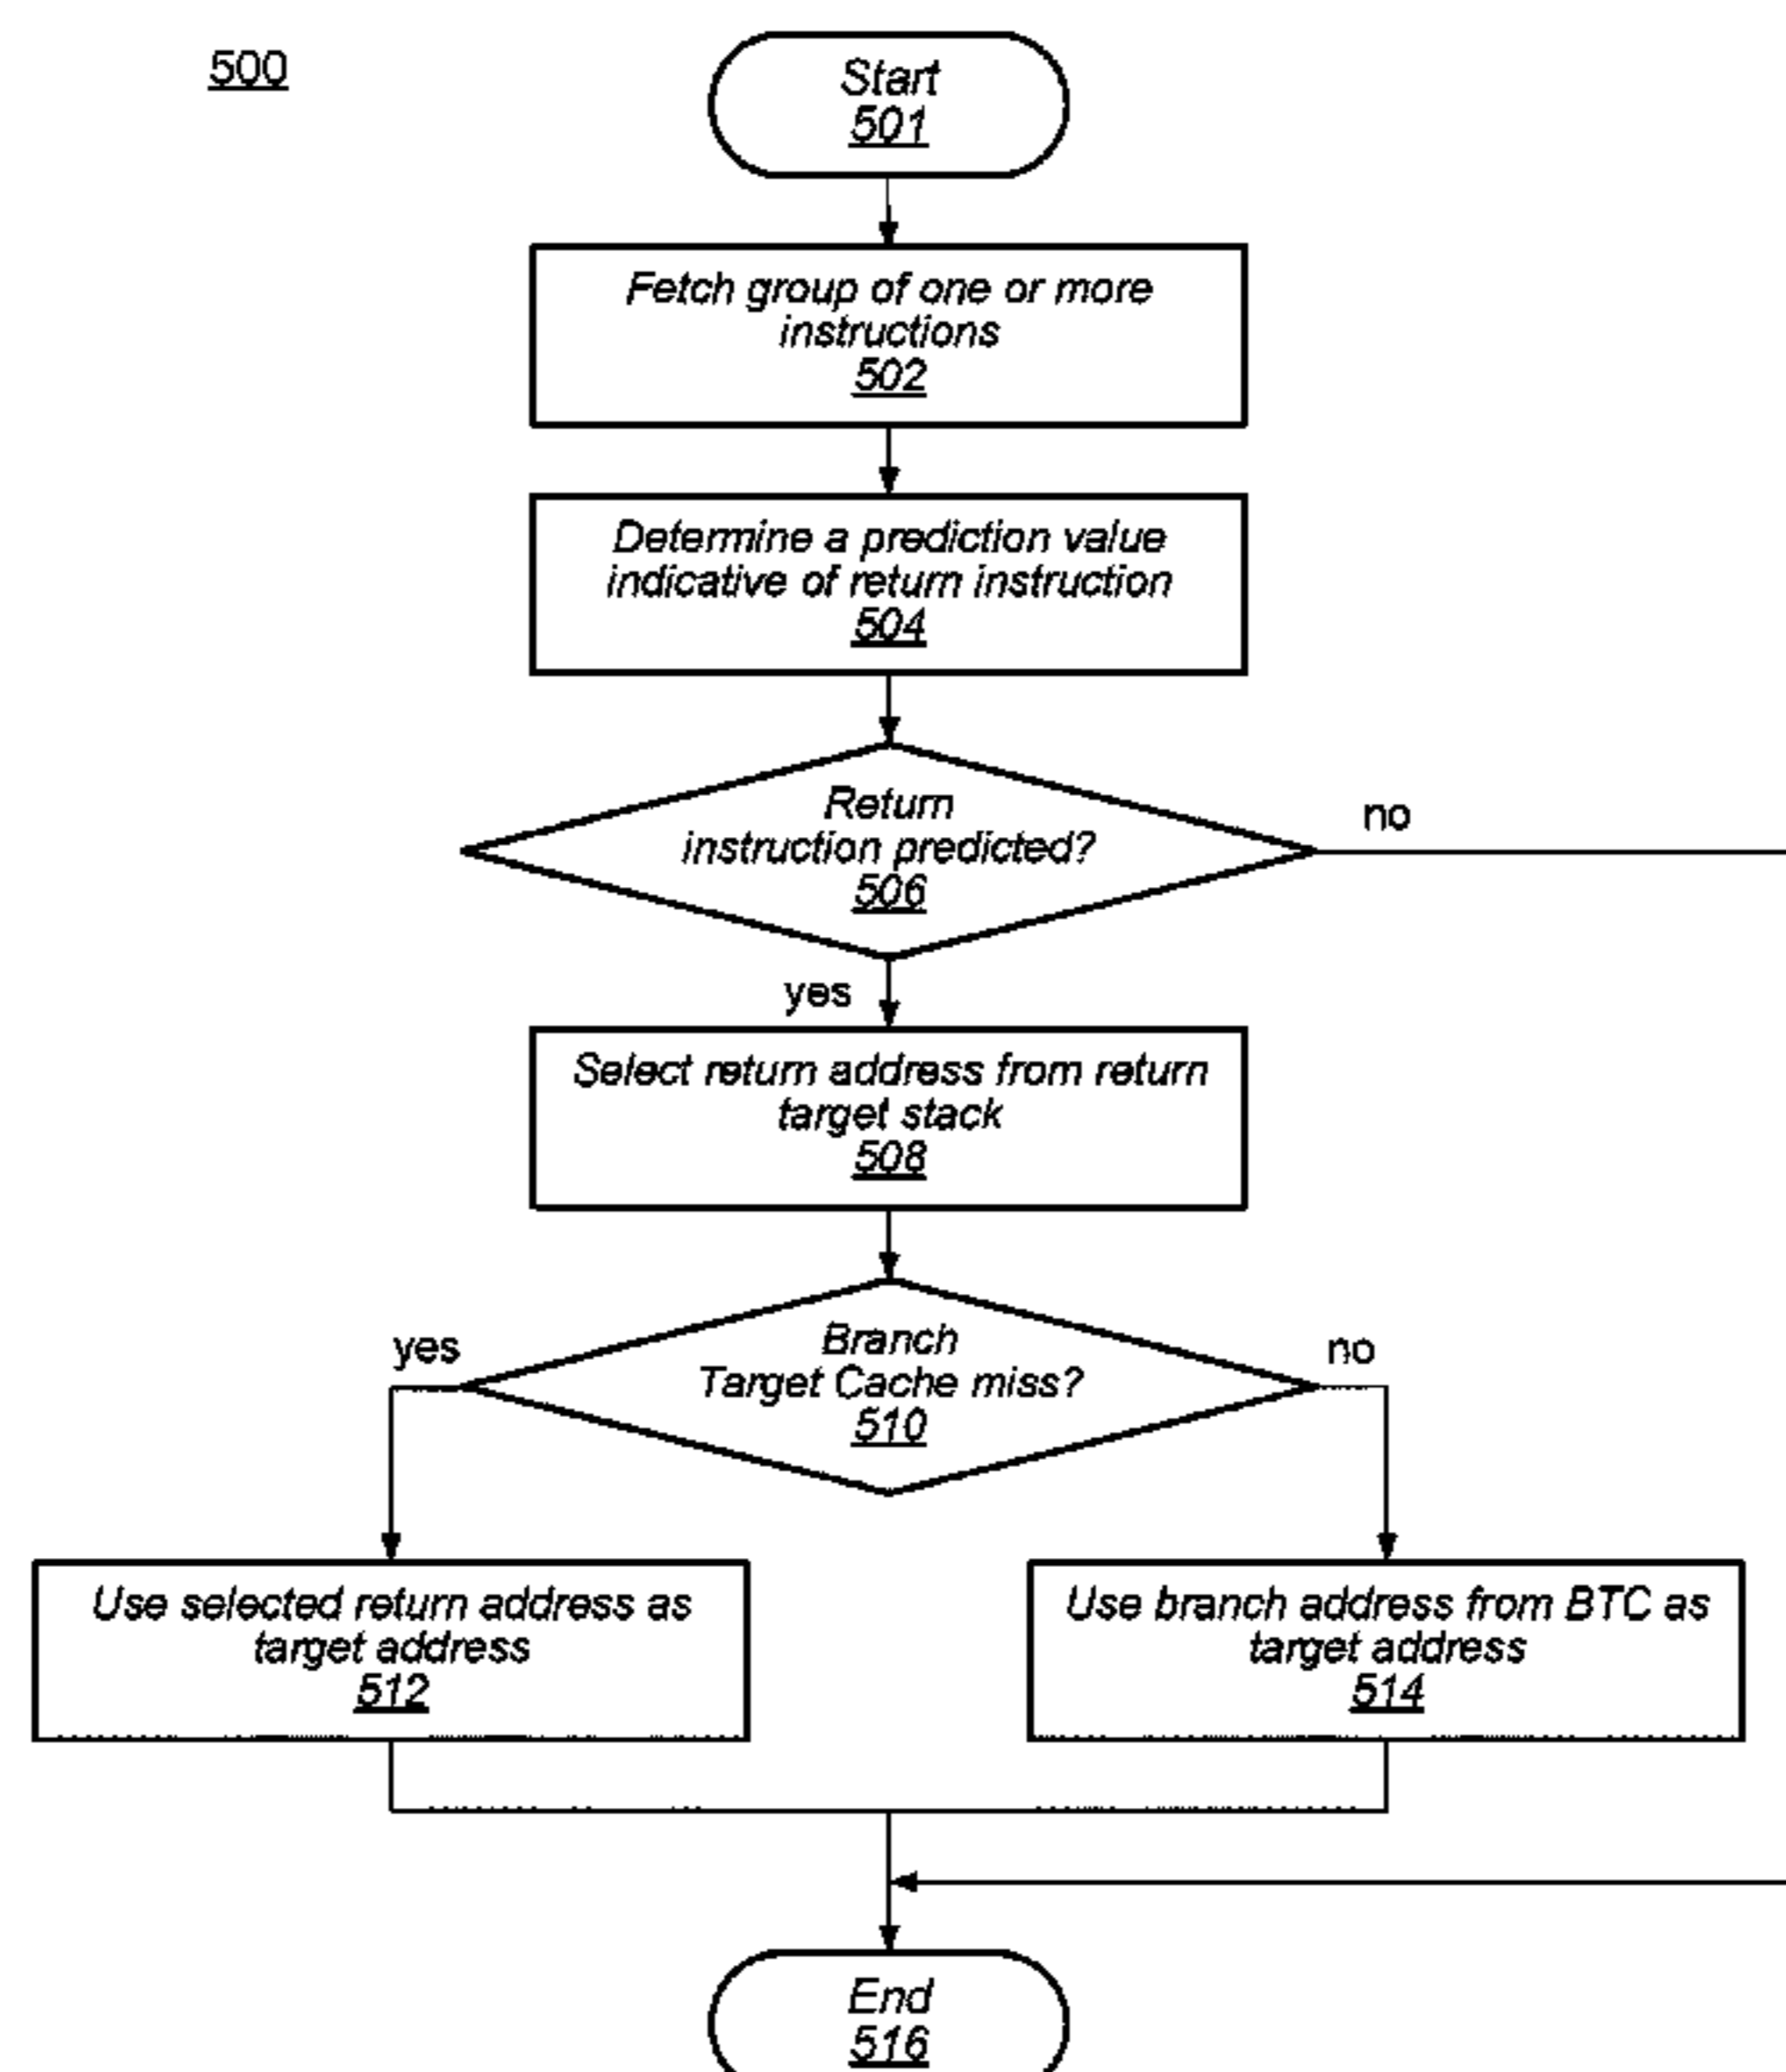 500
Start
501
Fetch group of one or more
instructions
502
Determine a prediction value
indicative of return instruction
504
Return
instruction predicted?
506
no
yes
Select return address from return
target stack
508
Branch
Target Cache miss?
510
yes
no
Use selected return address as
target address
512
Use branch address from BTC as
target address
514
End
516